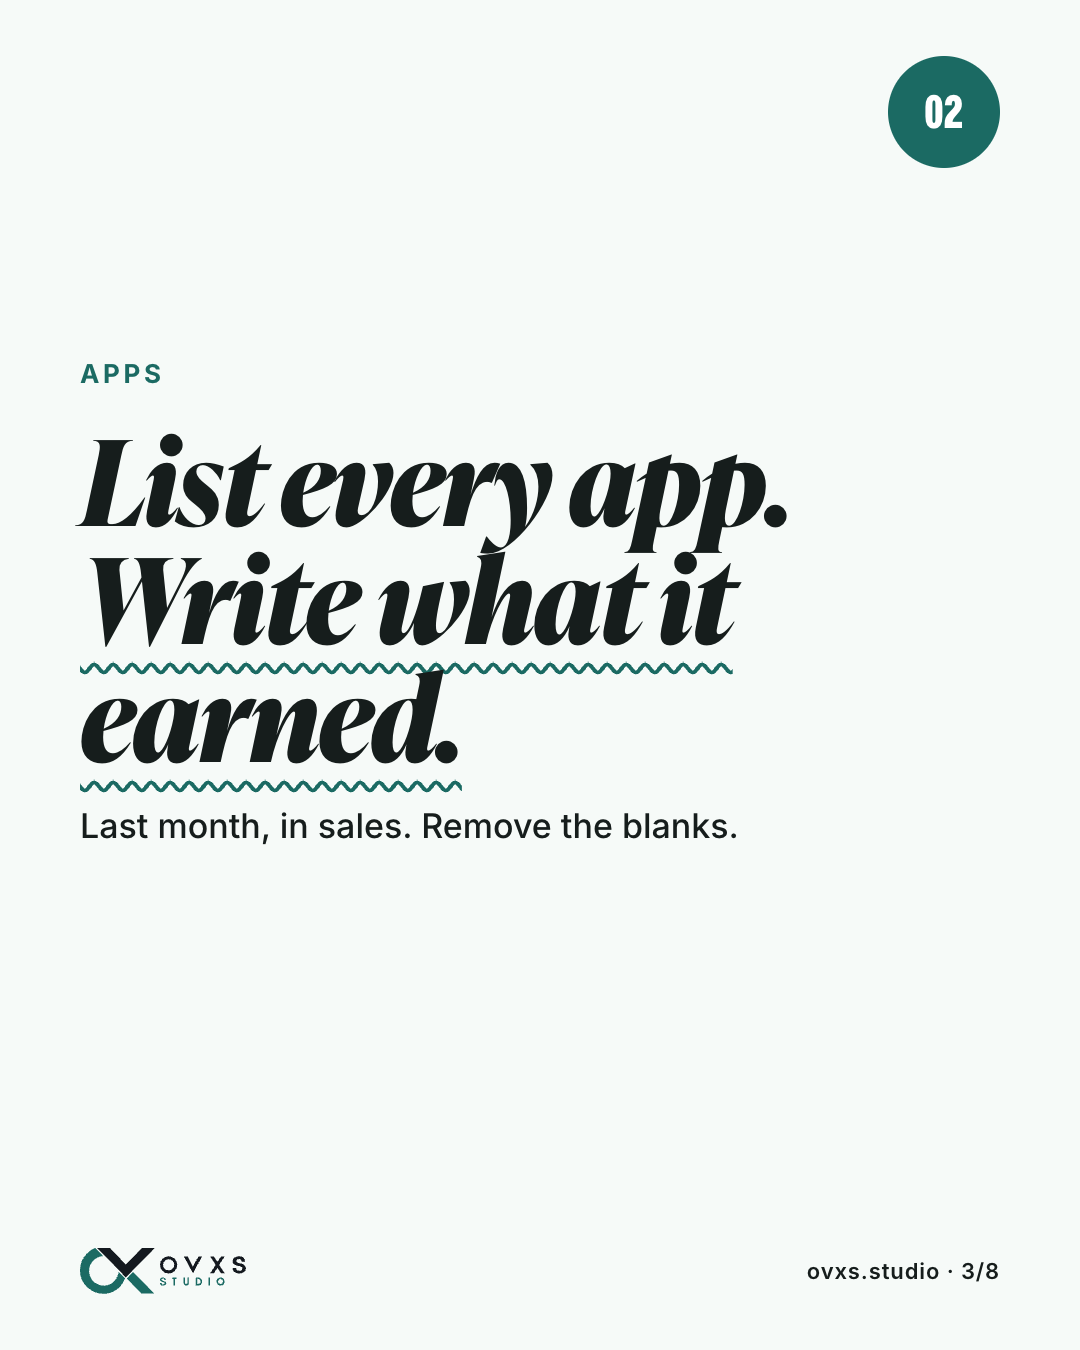 02
APPS
List every app.
Write what it
earned.
Last month, in sales. Remove the blanks.
OVXS
STUDIO
ovxs.studio · 3/8